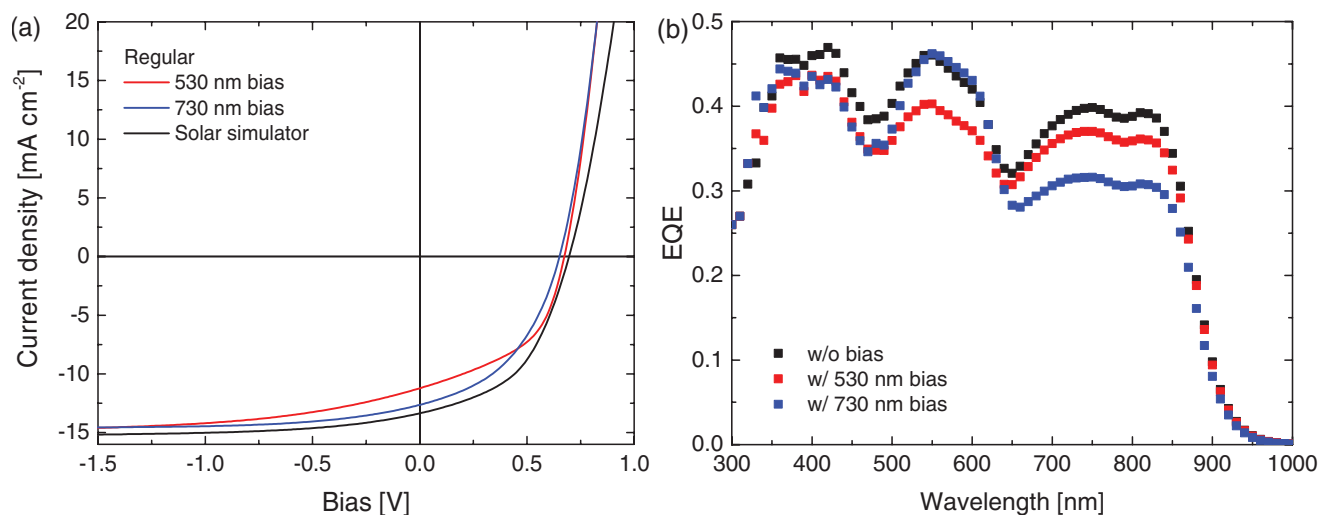 (a)
Regular
530 nm bias
730 nm bias
Solar simulator
20
15
10
5
0
-5
-10
-15
Current density [mA cm⁻²]
-1.5 -1.0 -0.5 0.0 0.5 1.0
Bias [V]
(b)
0.5
0.4
0.3
0.2
0.1
0.0
EQE
w/o bias
w/ 530 nm bias
w/ 730 nm bias
300 400 500 600 700 800 900 1000
Wavelength [nm]